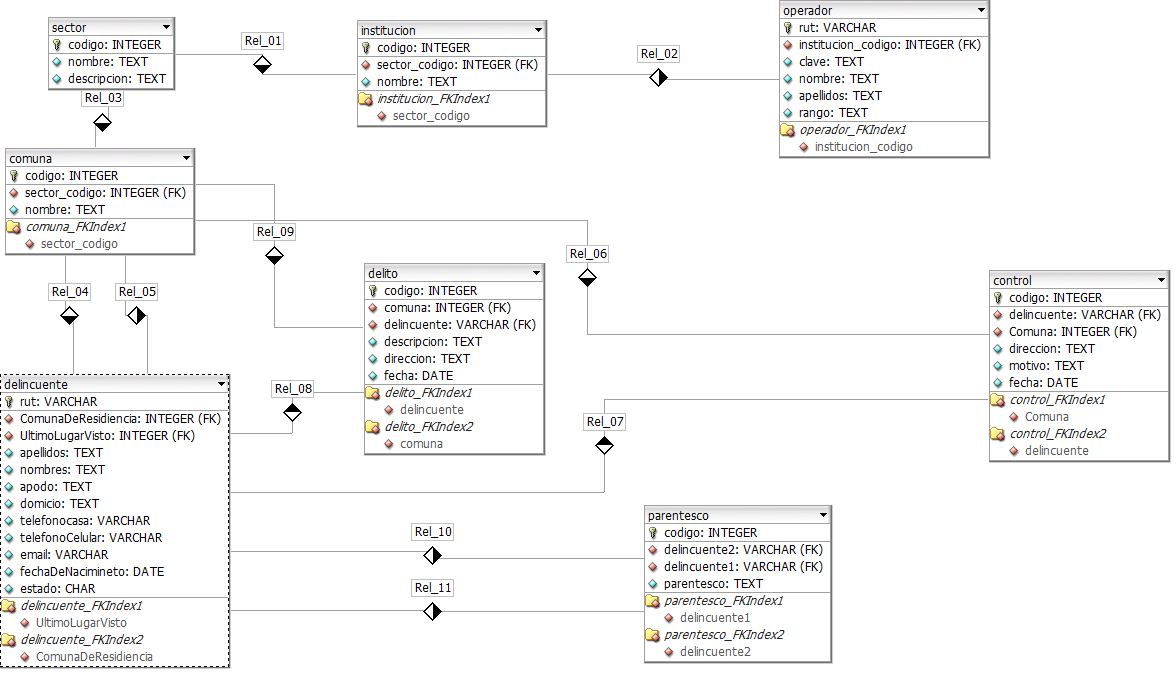 sector
codigo: INTEGER
nombre: TEXT
descripcion: TEXT
Rel_01
institucion
codigo: INTEGER
sector_codigo: INTEGER (FK)
nombre: TEXT
institucion_FKIndex1
sector_codigo
Rel_02
operador
rut: VARCHAR
institucion_codigo: INTEGER (FK)
clave: TEXT
nombre: TEXT
apellidos: TEXT
rango: TEXT
operador_FKIndex1
institucion_codigo
Rel_03
comuna
codigo: INTEGER
sector_codigo: INTEGER (FK)
nombre: TEXT
comuna_FKIndex1
sector_codigo
Rel_09
Rel_06
Rel_04
Rel_05
delito
codigo: INTEGER
comuna: INTEGER (FK)
delincuente: VARCHAR (FK)
descripcion: TEXT
direccion: TEXT
fecha: DATE
delito_FKIndex1
delincuente
delito_FKIndex2
comuna
control
codigo: INTEGER
delincuente: VARCHAR (FK)
Comuna: INTEGER (FK)
direccion: TEXT
motivo: TEXT
fecha: DATE
control_FKIndex1
Comuna
control_FKIndex2
delincuente
delincuente
rut: VARCHAR
ComunaDeResidiencia: INTEGER (FK)
UltimoLugarVisto: INTEGER (FK)
apellidos: TEXT
nombres: TEXT
apodo: TEXT
domicio: TEXT
telefonocasa: VARCHAR
telefonoCelular: VARCHAR
email: VARCHAR
fechaDeNacimineto: DATE
estado: CHAR
delincuente_FKIndex1
UltimoLugarVisto
delincuente_FKIndex2
ComunaDeResidiencia
Rel_08
Rel_07
Rel_10
Rel_11
parentesco
codigo: INTEGER
delincuente2: VARCHAR (FK)
delincuente1: VARCHAR (FK)
parentesco: TEXT
parentesco_FKIndex1
delincuente1
parentesco_FKIndex2
delincuente2